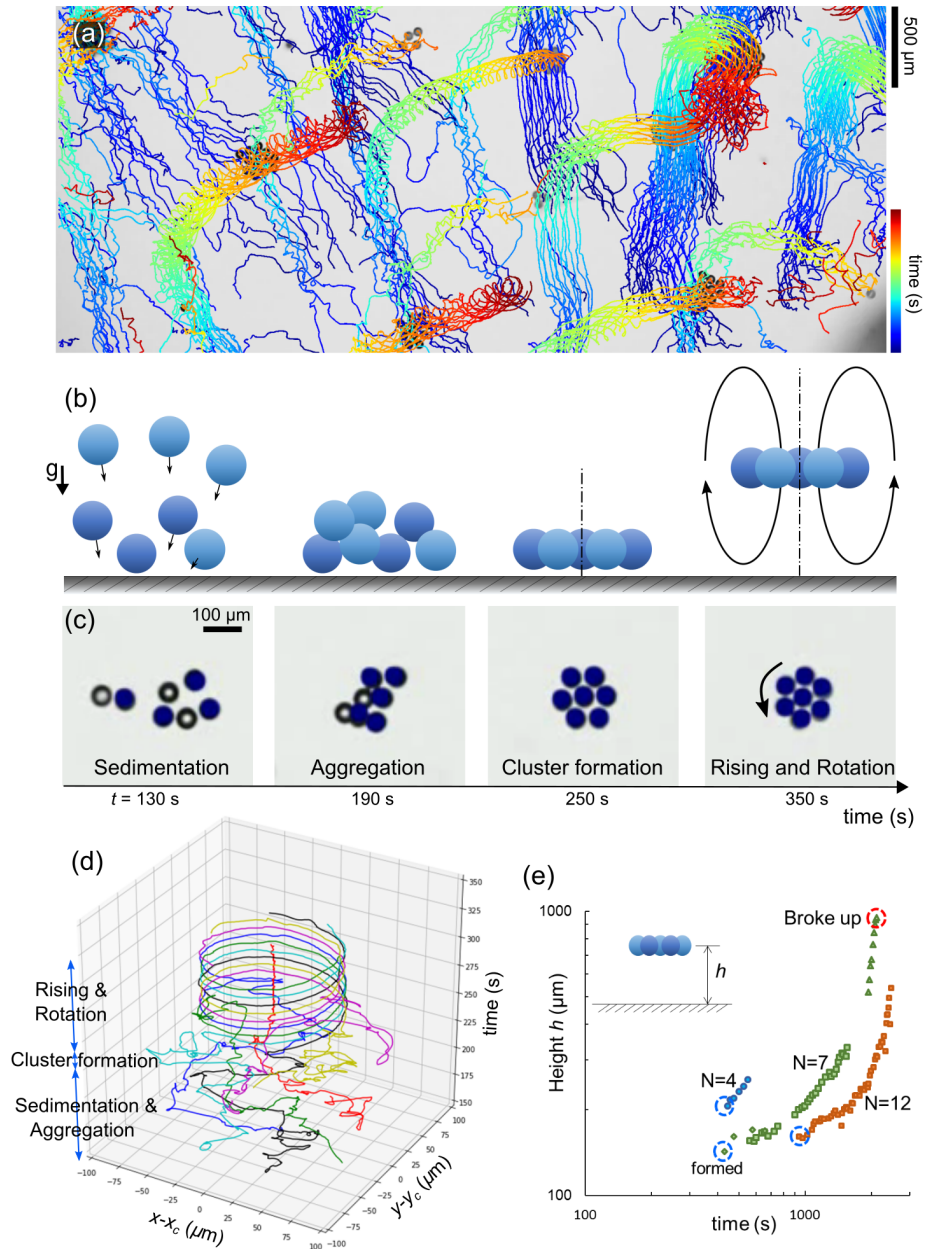 (a)
500 µm
time (s)
(b)
g
(c)
100 µm
Sedimentation
Aggregation
Cluster formation
Rising and Rotation
t = 130 s
190 s
250 s
350 s
time (s)
(d)
Rising &
Rotation
Cluster formation
Sedimentation &
Aggregation
350
325
300
275
250
225
200
175
150
time (s)
-100
-75
-50
-25
0
25
50
75
100
x-xc (µm)
-100
-75
-50
-25
0
25
50
75
100
y-yc (µm)
(e)
1000
Broke up
h
Height h (µm)
N=4
N=7
N=12
formed
100
100
1000
time (s)